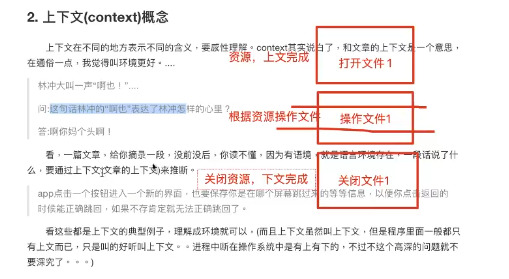 2. 上下文(context)概念
上下文在不同的地方表示不同的含义，要感性理解。context其实说白了，和文章的上下文是一个意思，
在通俗一点，我觉得叫环境更好。....
资源，上文完成
打开文件1
林冲大叫一声“啊也！”....
问:这句话林冲的“啊也”表达了林冲怎样的心里？
答:啊你妈个头啊！
根据资源操作文件
操作文件1
看，一篇文章，给你摘录一段，没前没后，你读不懂，因为有语境，就是语言环境存在，一段话说了什
么，要通过上下文(文章的上下文)来推断。
关闭资源，下文完成
关闭文件1
app点击一个按钮进入一个新的界面，也要保存你是在哪个屏幕跳过来的等等信息，以便你点击返回的
时候能正确跳回，如果不存肯定就无法正确跳回了。
看这些都是上下文的典型例子，理解成环境就可以，(而且上下文虽然叫上下文，但是程序里面一般都只
有上文而已，只是叫的好听叫上下文。。进程中断在操作系统中是有上有下的，不过不这个高深的问题就不
要深究了。。。)